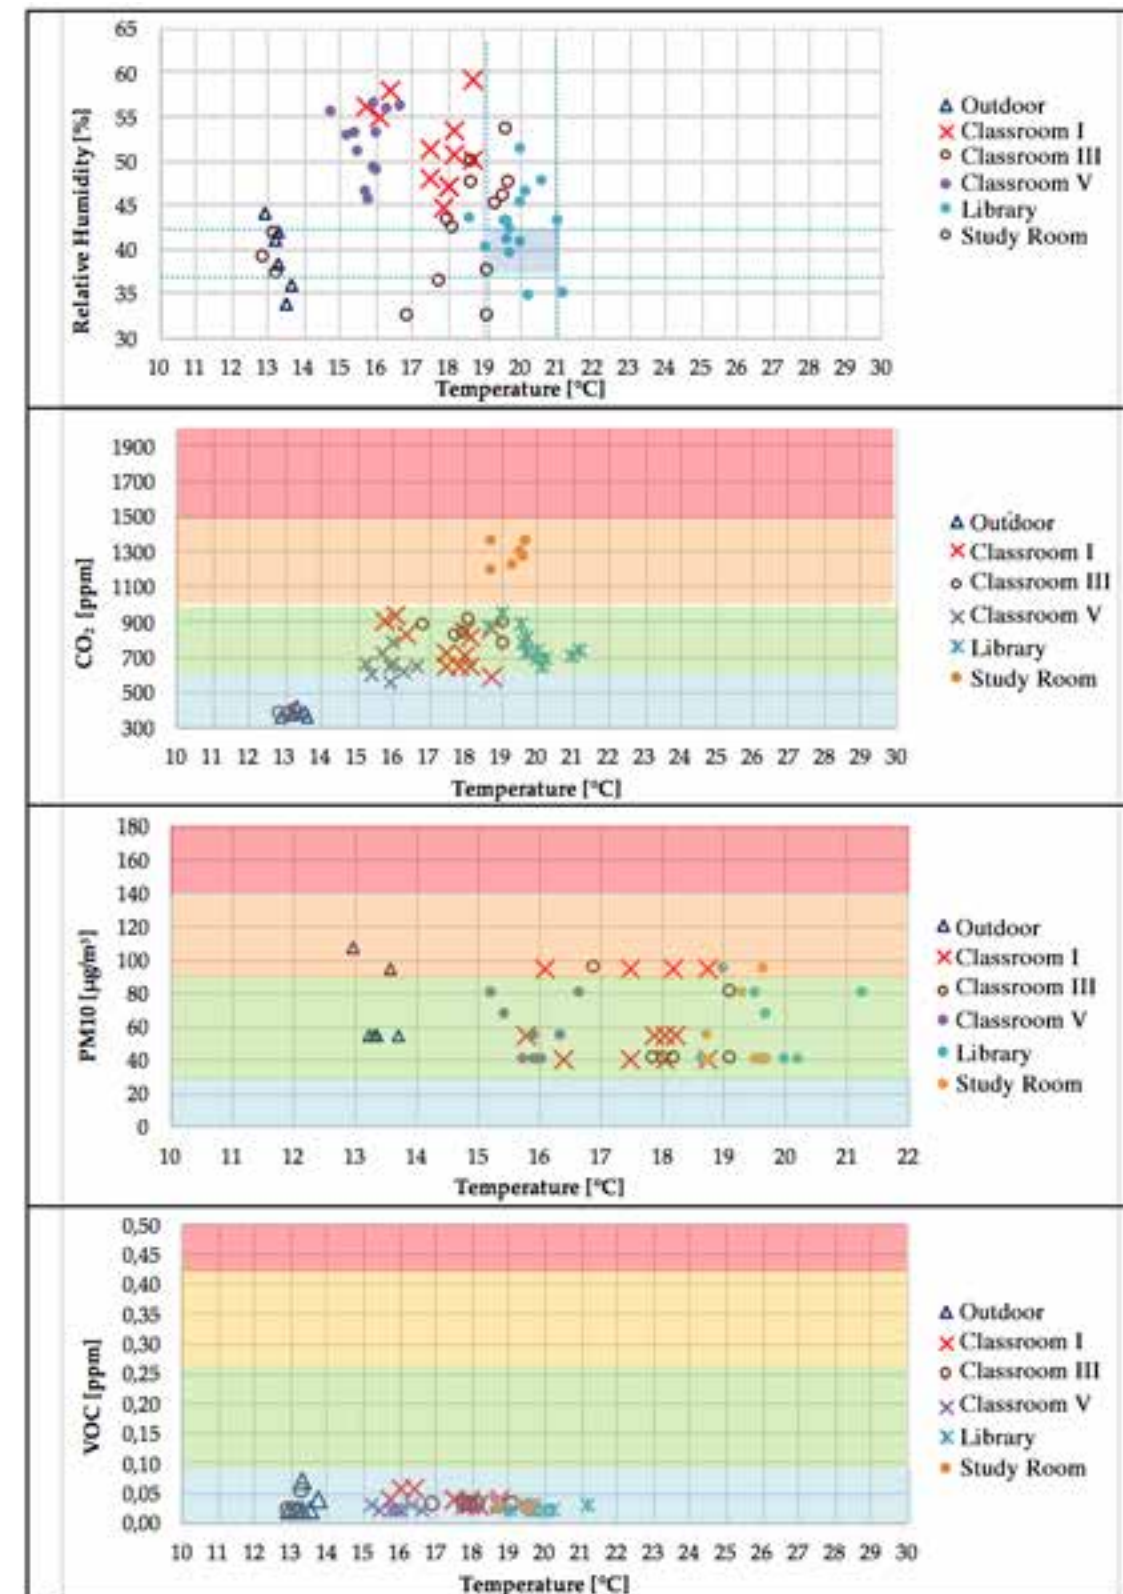 65
60
55
50
45
40
35
30
Relative Humidity [%]
10 11 12 13 14 15 16 17 18 19 20 21 22 23 24 25 26 27 28 29 30
Temperature [°C]
Outdoor
Classroom I
Classroom III
Classroom V
Library
Study Room
1900
1700
1500
1300
1100
900
700
500
300
CO₂ [ppm]
10 11 12 13 14 15 16 17 18 19 20 21 22 23 24 25 26 27 28 29 30
Temperature [°C]
Outdoor
Classroom I
Classroom III
Classroom V
Library
Study Room
180
160
140
120
100
80
60
40
20
0
PM10 [µg/m³]
10 11 12 13 14 15 16 17 18 19 20 21 22
Temperature [°C]
Outdoor
Classroom I
Classroom III
Classroom V
Library
Study Room
0,50
0,45
0,40
0,35
0,30
0,25
0,20
0,15
0,10
0,05
0,00
VOC [ppm]
10 11 12 13 14 15 16 17 18 19 20 21 22 23 24 25 26 27 28 29 30
Temperature [°C]
Outdoor
Classroom I
Classroom III
Classroom V
Library
Study Room